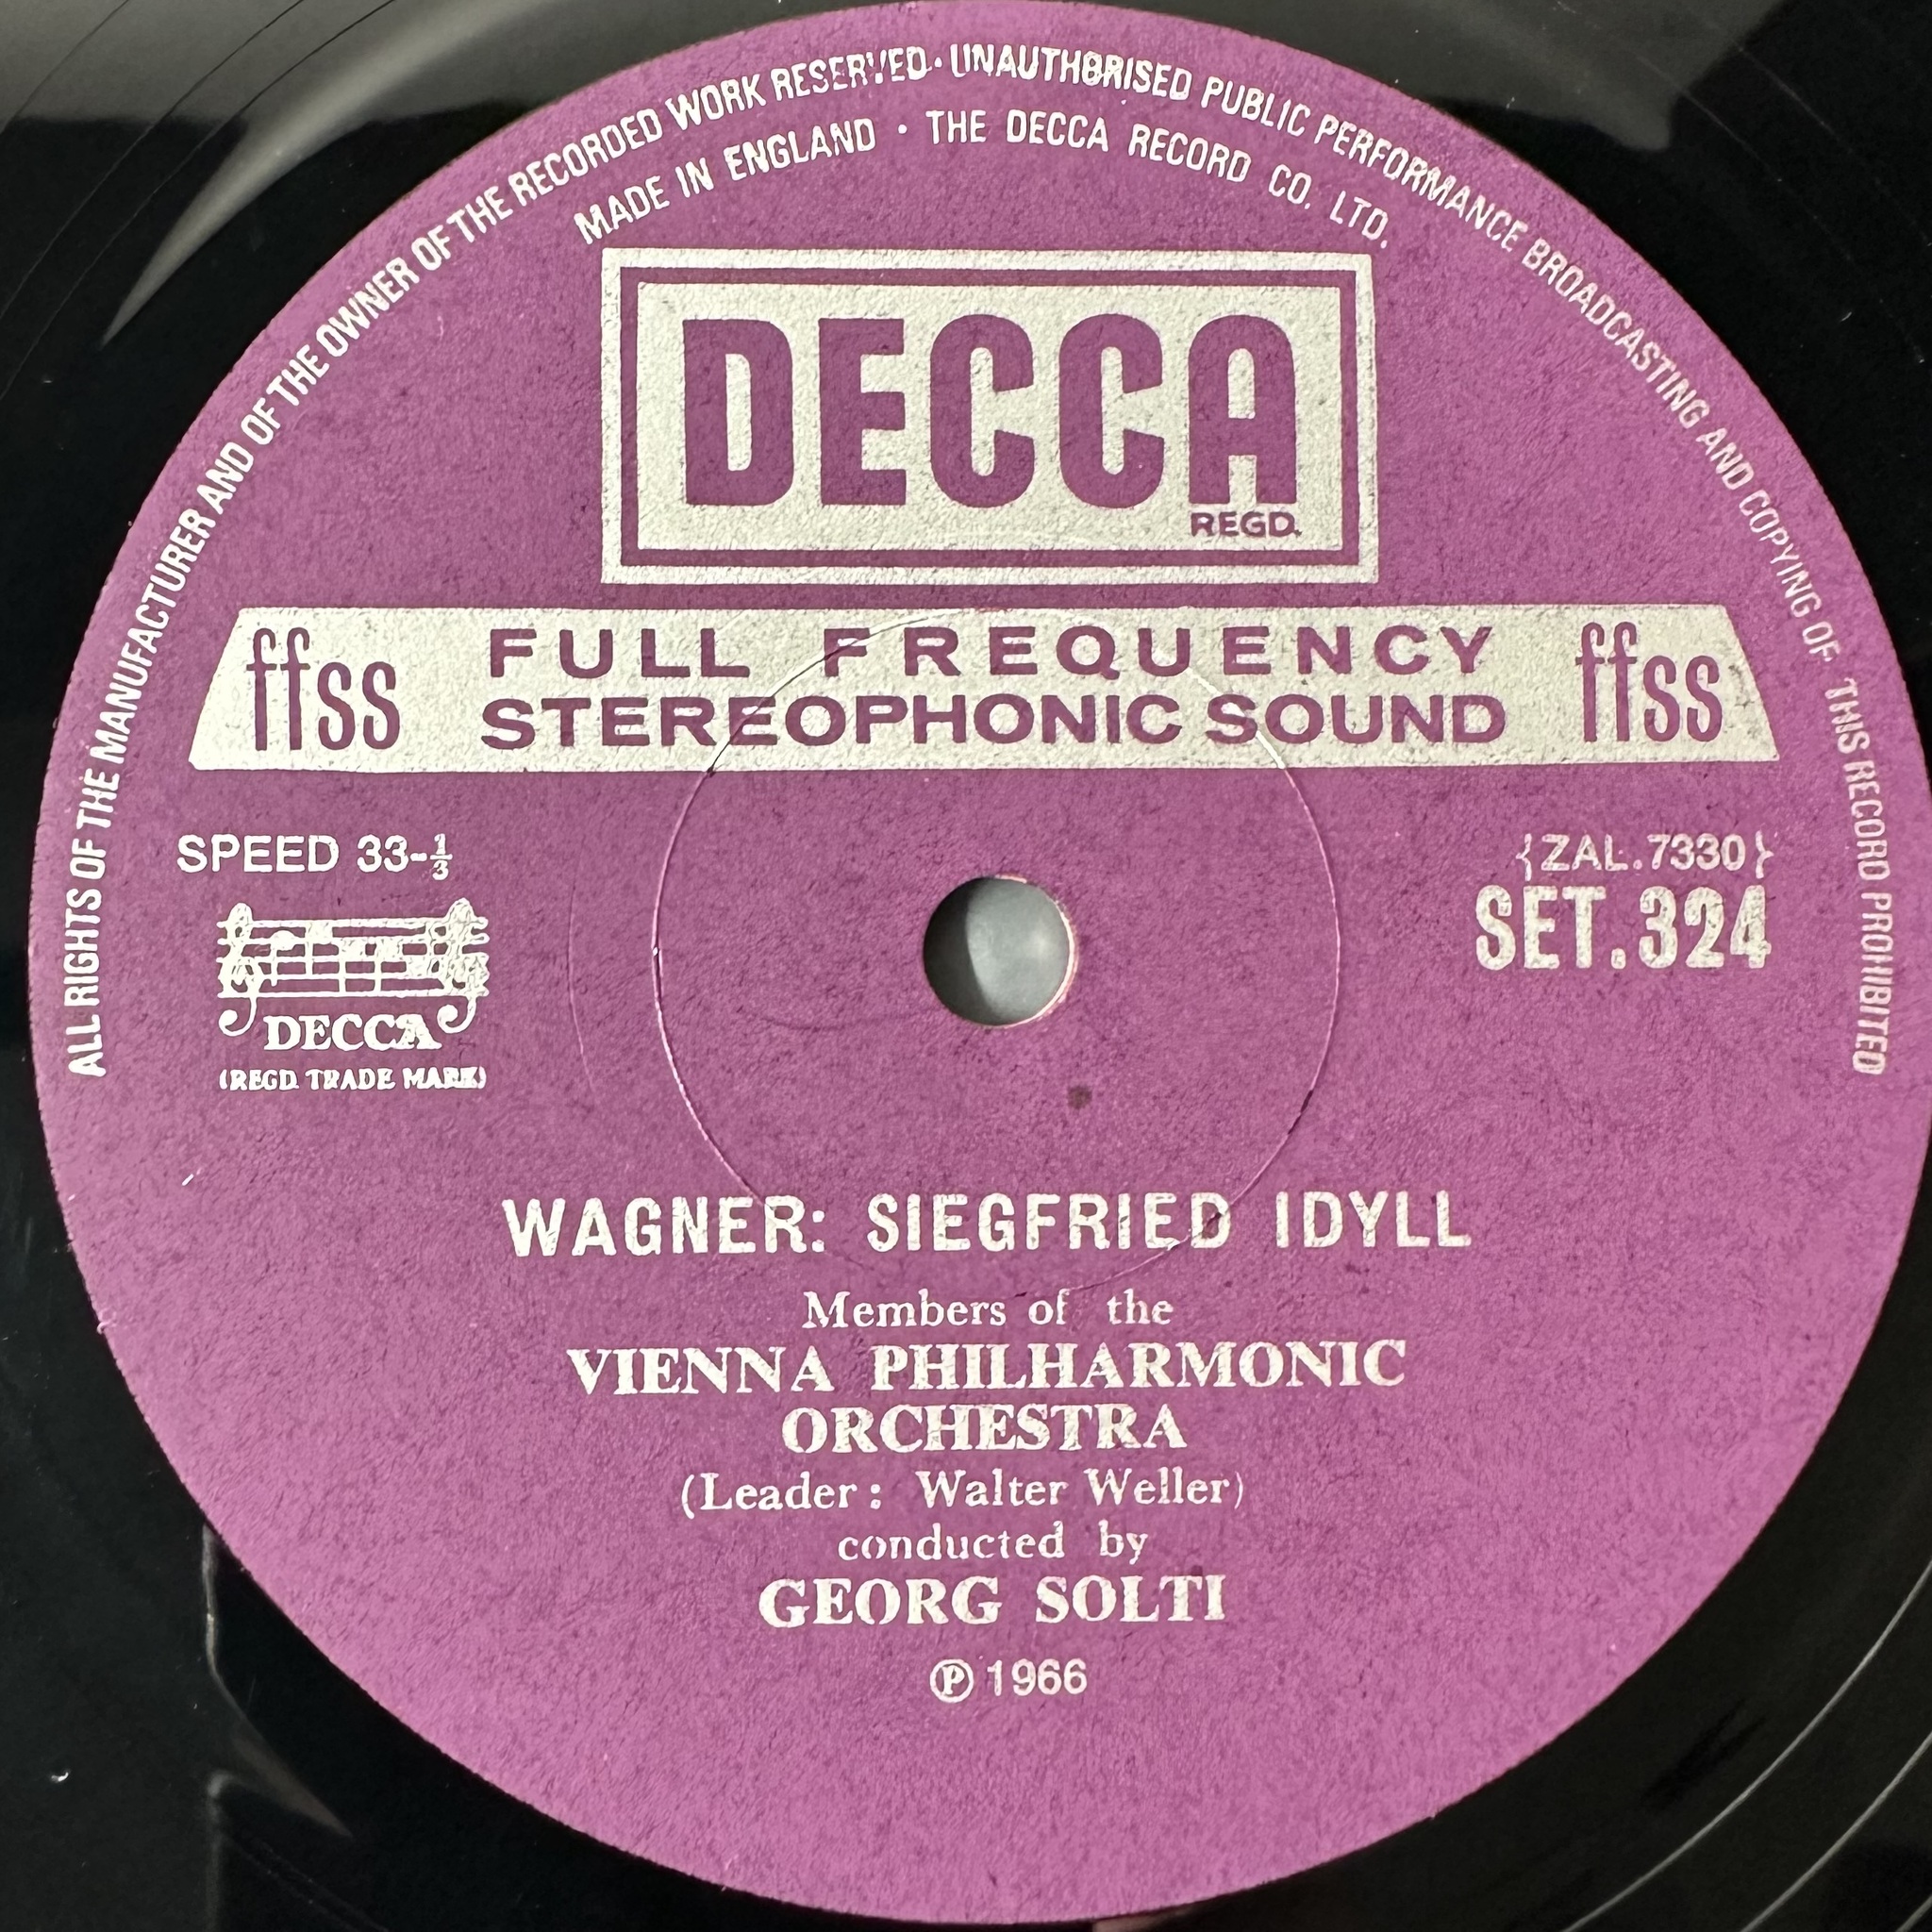 ALL RIGHTS OF THE MANUFACTURER AND OF THE OWNER OF THE RECORDED WORK RESERVED · UNAUTHORISED PUBLIC PERFORMANCE BROADCASTING AND COPYING OF THIS RECORD PROHIBITED
MADE IN ENGLAND · THE DECCA RECORD CO. LTD.
DECCA
REGD.
ffss FULL FREQUENCY STEREOPHONIC SOUND ffss
SPEED 33-⅓
{ZAL.7330}
SET.324
DECCA
(REGD. TRADE MARK)
WAGNER: SIEGFRIED IDYLL
Members of the
VIENNA PHILHARMONIC
ORCHESTRA
(Leader: Walter Weller)
conducted by
GEORG SOLTI
℗ 1966